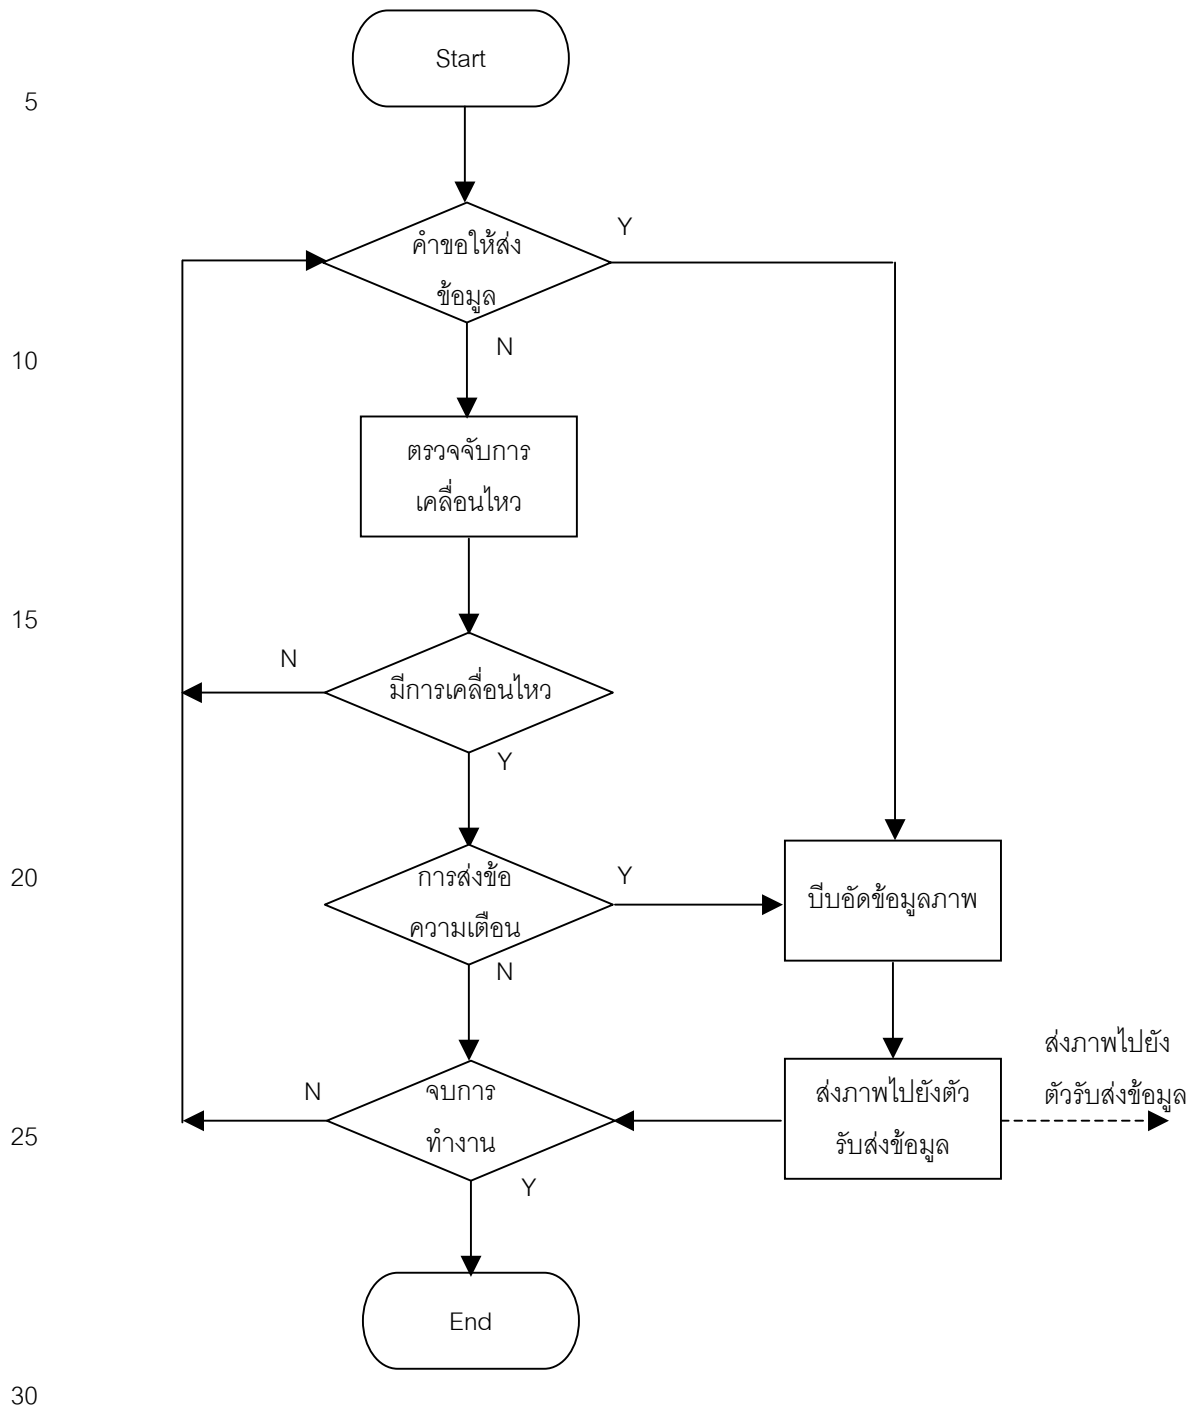 Start
5
Y
คำขอให้ส่ง
ข้อมูล
N
10
ตรวจจับการ
เคลื่อนไหว
15
N
มีการเคลื่อนไหว
Y
20
การส่งข้อ
ความเตือน
Y
บีบอัดข้อมูลภาพ
N
ส่งภาพไปยัง
ตัวรับส่งข้อมูล
N
จบการ
ทำงาน
ส่งภาพไปยังตัว
รับส่งข้อมูล
25
Y
End
30